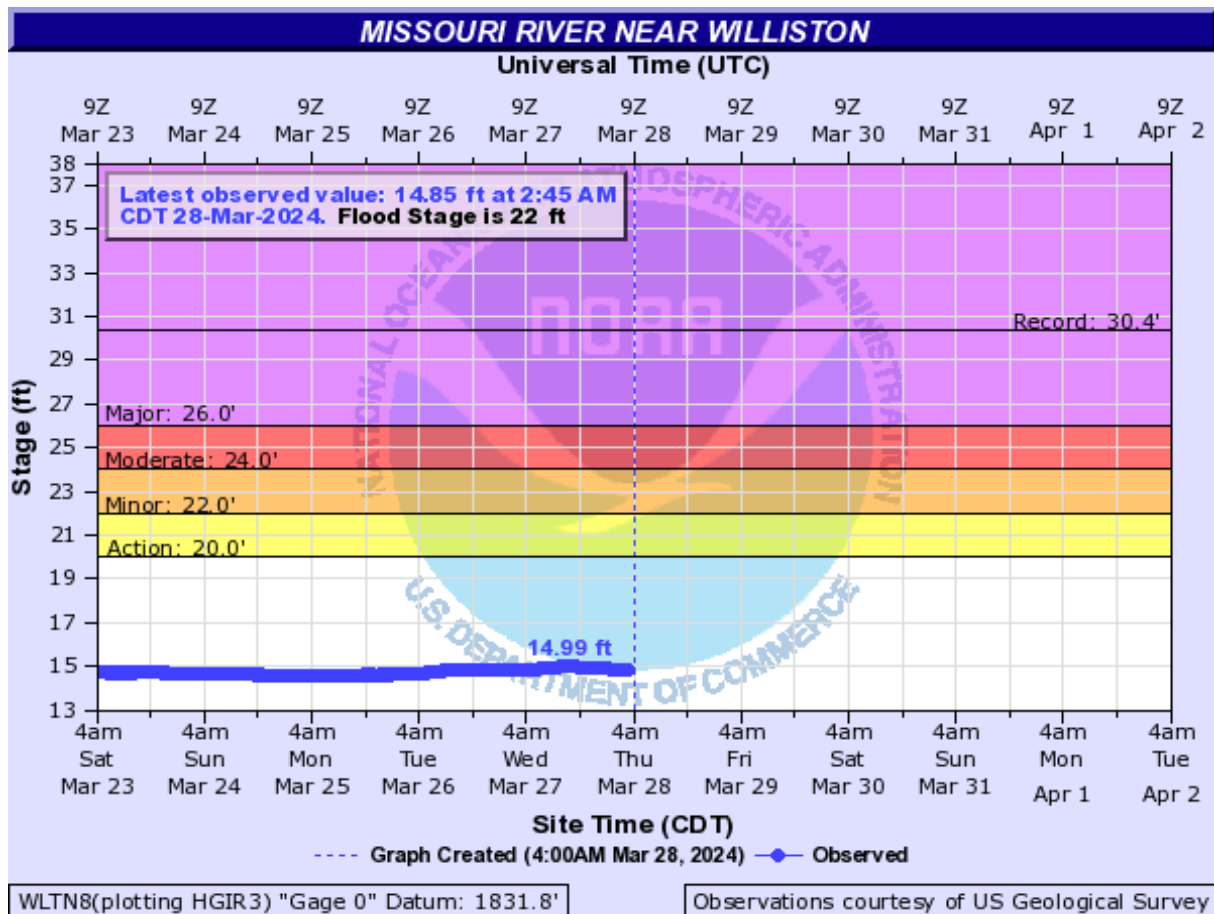 MISSOURI RIVER NEAR WILLISTON
Universal Time (UTC)
9Z 9Z 9Z 9Z 9Z 9Z 9Z 9Z 9Z 9Z 9Z
Mar 23 Mar 24 Mar 25 Mar 26 Mar 27 Mar 28 Mar 29 Mar 30 Mar 31 Apr 1 Apr 2
38
37
Latest observed value: 14.85 ft at 2:45 AM
CDT 28-Mar-2024. Flood Stage is 22 ft
35
33
31
Record: 30.4'
29
27
Major: 26.0'
25
Moderate: 24.0'
23
Minor: 22.0'
21
Action: 20.0'
19
17
14.99 ft
15
13
Stage (ft)
NATIONAL OCEANIC ATMOSPHERIC ADMINISTRATION
NOAA
U.S. DEPARTMENT OF COMMERCE
4am 4am 4am 4am 4am 4am 4am 4am 4am 4am 4am
Sat Sun Mon Tue Wed Thu Fri Sat Sun Mon Tue
Mar 23 Mar 24 Mar 25 Mar 26 Mar 27 Mar 28 Mar 29 Mar 30 Mar 31 Apr 1 Apr 2
Site Time (CDT)
Graph Created (4:00AM Mar 28, 2024) Observed
WLTN8(plotting HGIR3) "Gage 0" Datum: 1831.8'
Observations courtesy of US Geological Survey